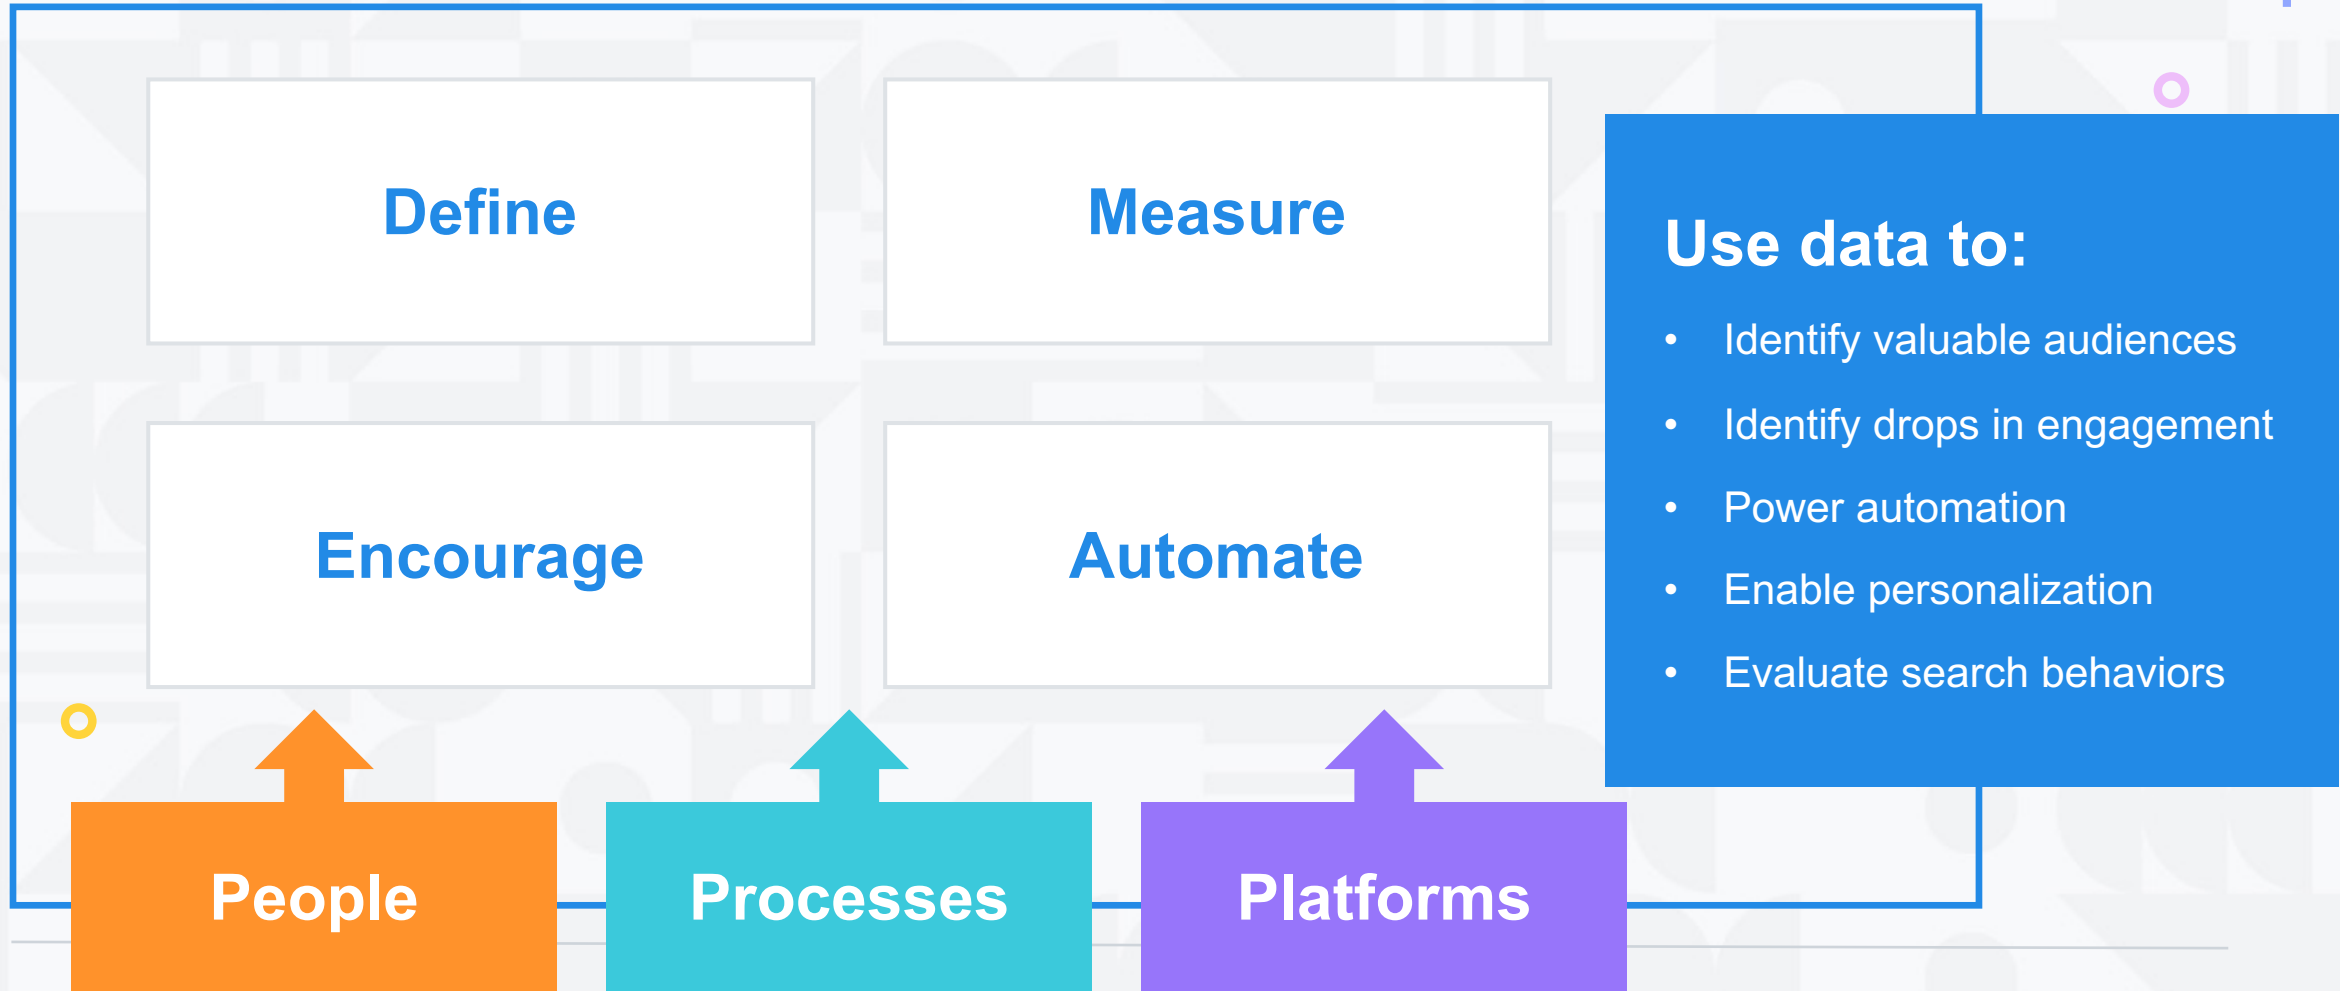 Define
Measure
Encourage
Automate
People
Processes
Platforms
Use data to:
• Identify valuable audiences
• Identify drops in engagement
• Power automation
• Enable personalization
• Evaluate search behaviors